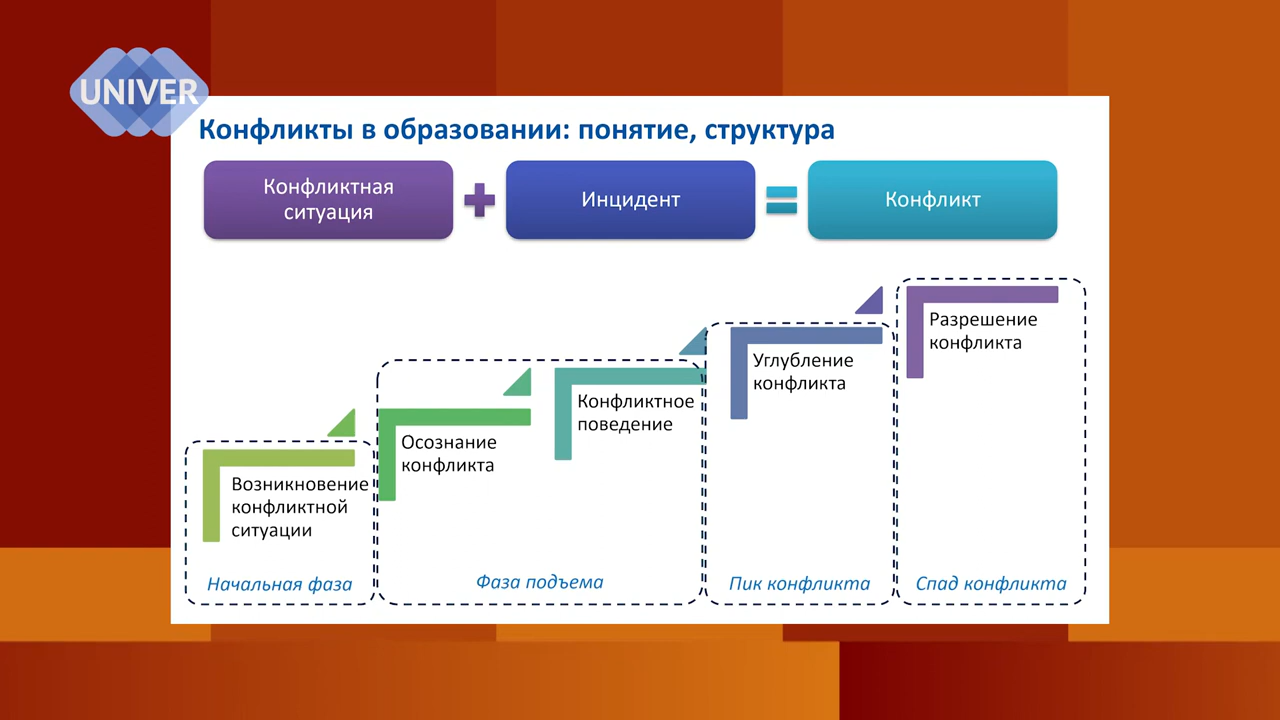 UNIVER
Конфликты в образовании: понятие, структура
Конфликтная
ситуация
Инцидент
Конфликт
Возникновение
конфликтной
ситуации
Осознание
конфликта
Конфликтное
поведение
Углубление
конфликта
Разрешение
конфликта
Начальная фаза
Фаза подъема
Пик конфликта
Спад конфликта